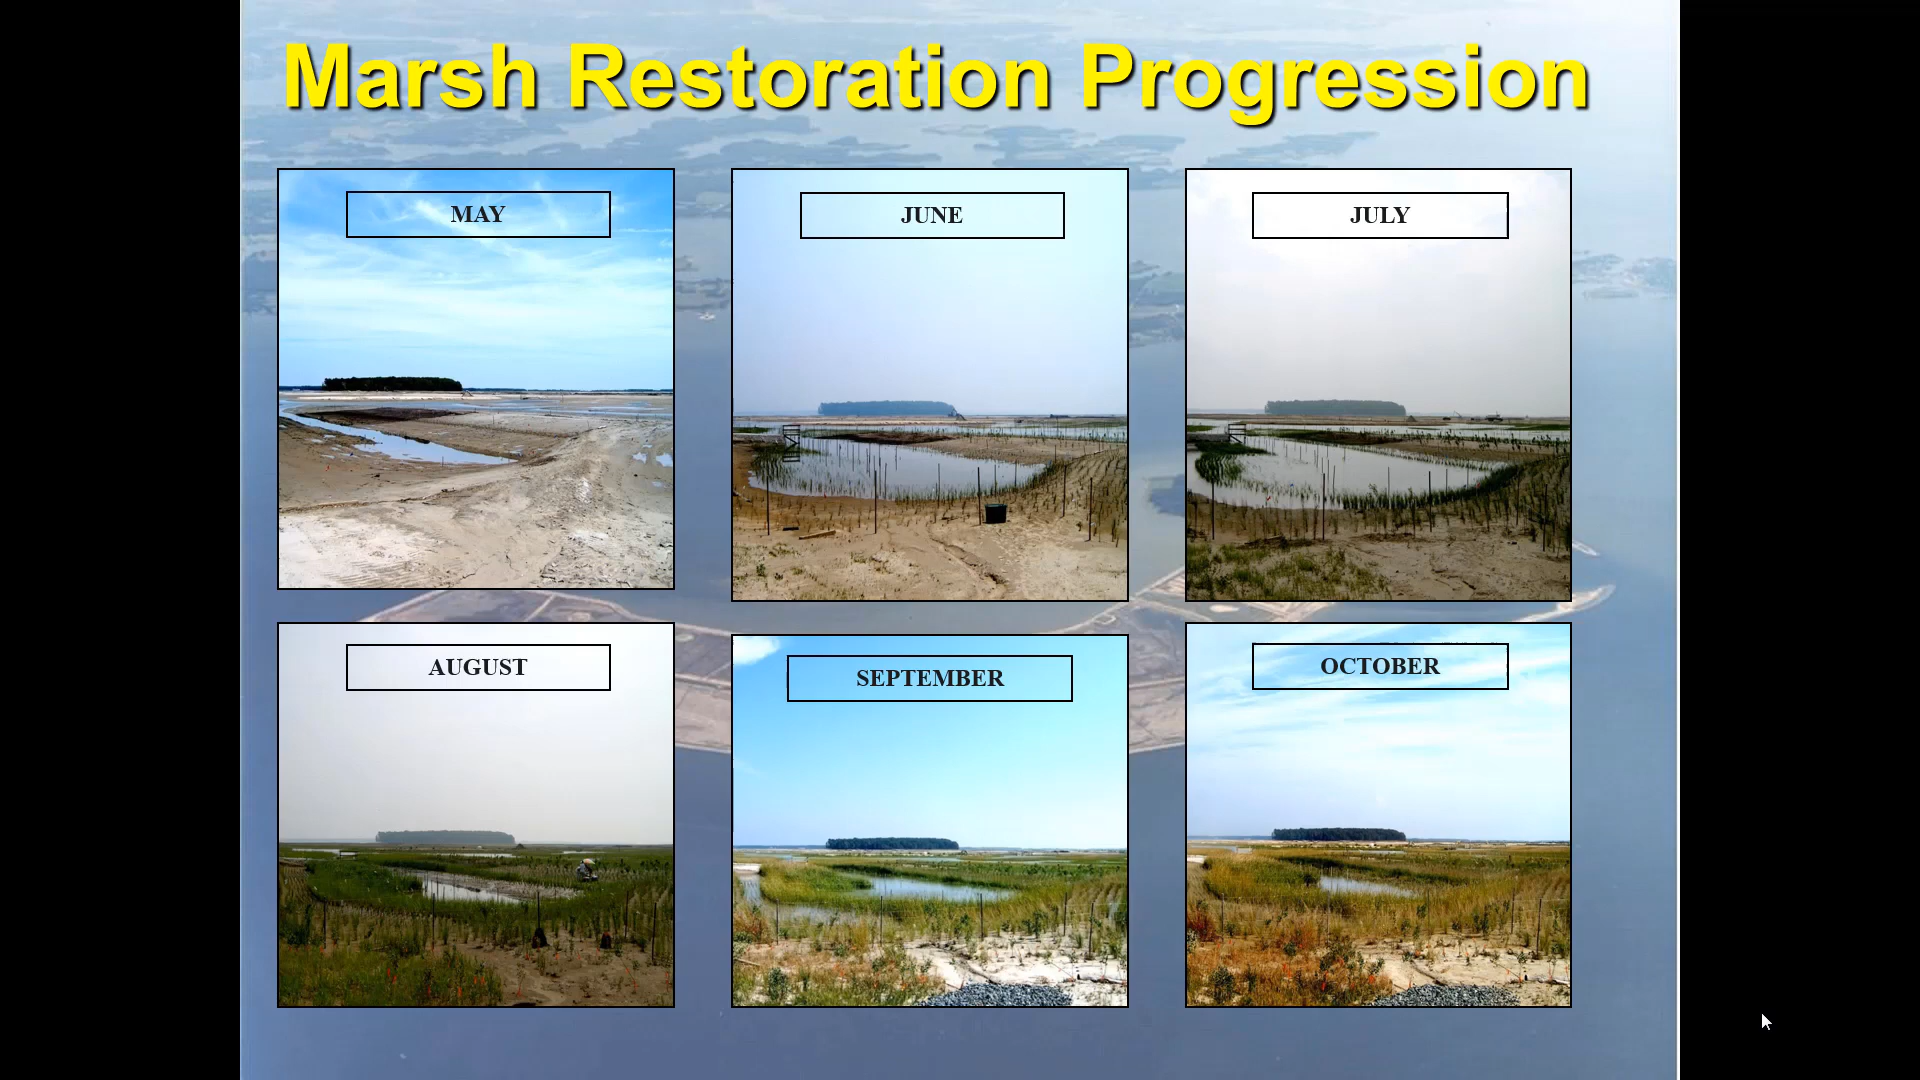 Marsh Restoration Progression
MAY
JUNE
JULY
AUGUST
SEPTEMBER
OCTOBER